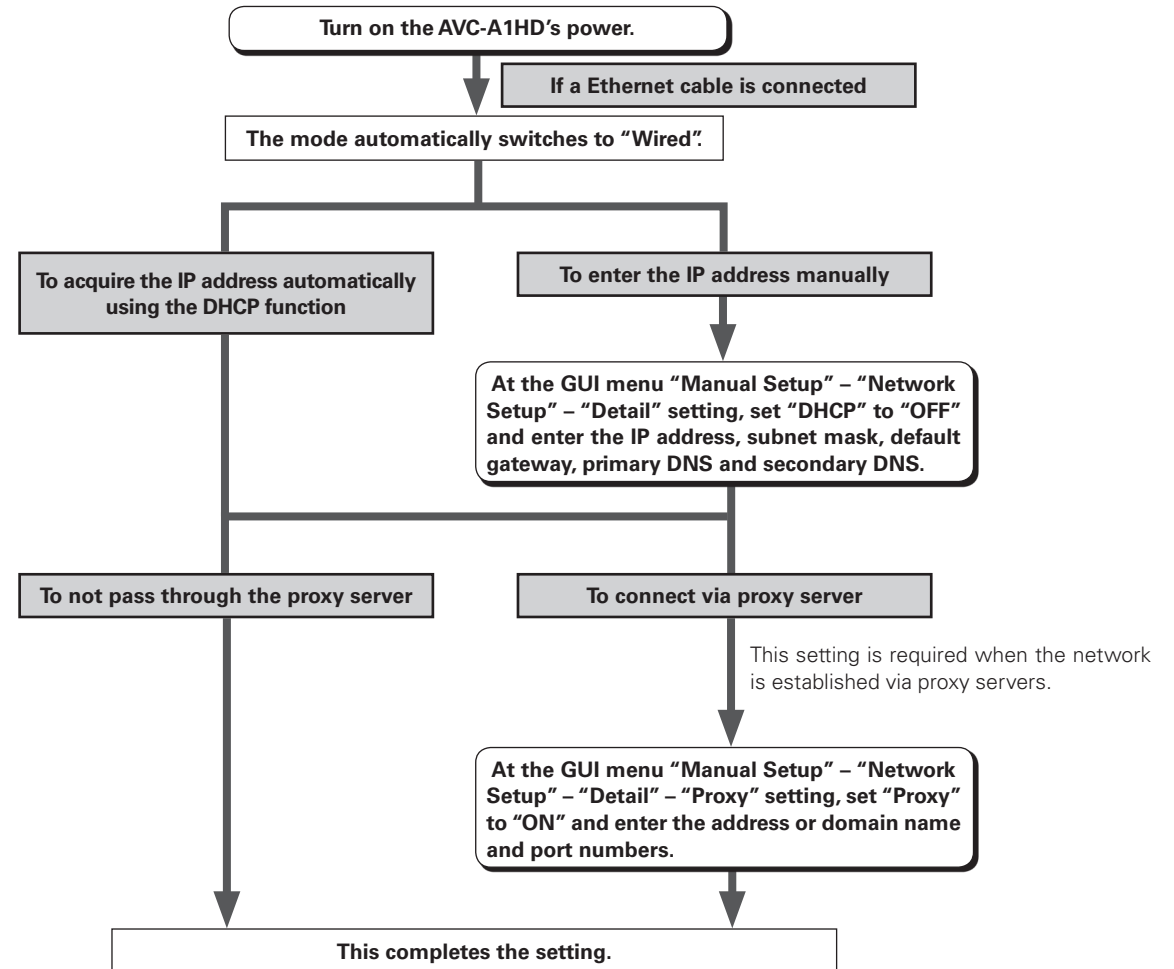 Turn on the AVC-A1HD's power.
If a Ethernet cable is connected
The mode automatically switches to “Wired”.
To acquire the IP address automatically
using the DHCP function
To enter the IP address manually
At the GUI menu “Manual Setup” – “Network
Setup” – “Detail” setting, set “DHCP” to “OFF”
and enter the IP address, subnet mask, default
gateway, primary DNS and secondary DNS.
To not pass through the proxy server
To connect via proxy server
This setting is required when the network
is established via proxy servers.
At the GUI menu “Manual Setup” – “Network
Setup” – “Detail” – “Proxy” setting, set “Proxy”
to “ON” and enter the address or domain name
and port numbers.
This completes the setting.